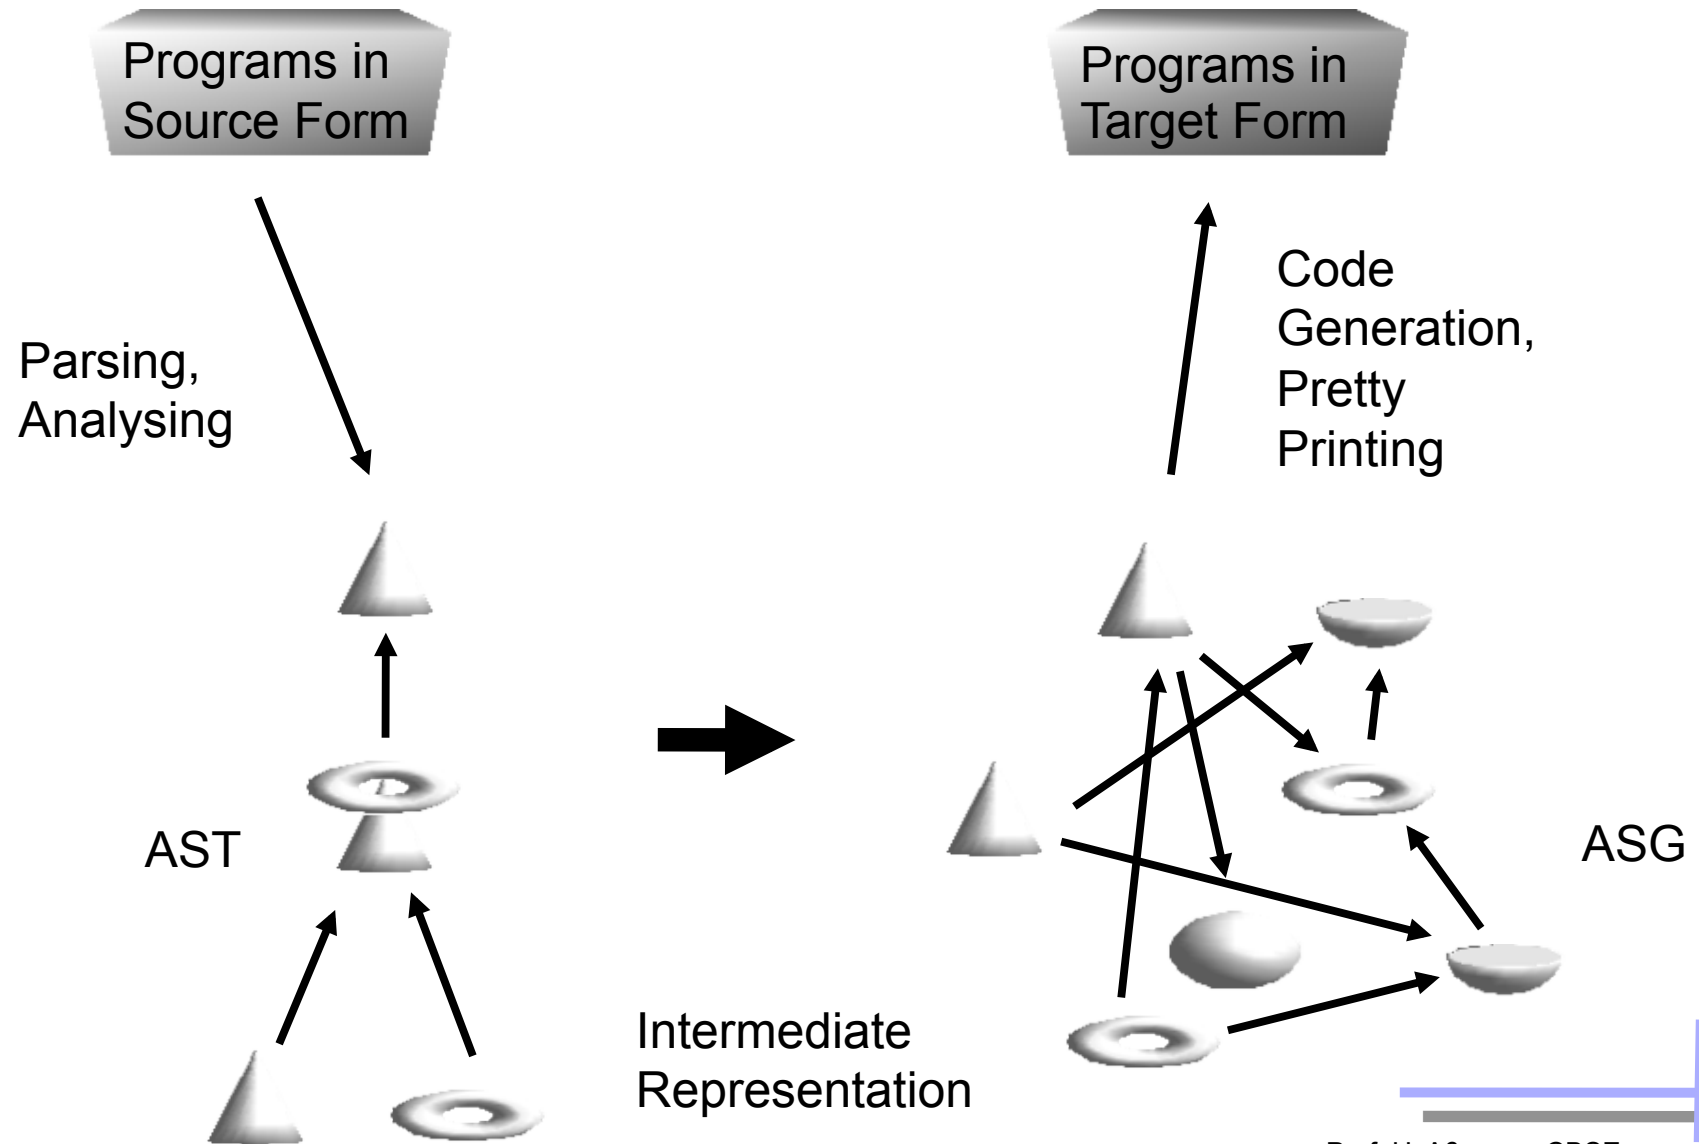 Programs in
Source Form
Programs in
Target Form
Parsing,
Analysing
Code
Generation,
Pretty
Printing
AST
ASG
Intermediate
Representation